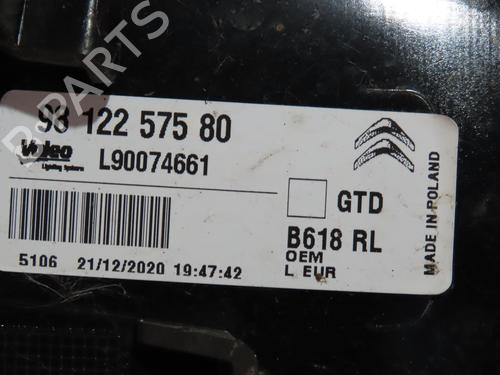 98 122 575 80
Valeo
Lighting Systems
L90074661
GTD
B618 RL
OEM
L EUR
5106 21/12/2020 19:47:42
MADE IN POLAND
B-PARTS